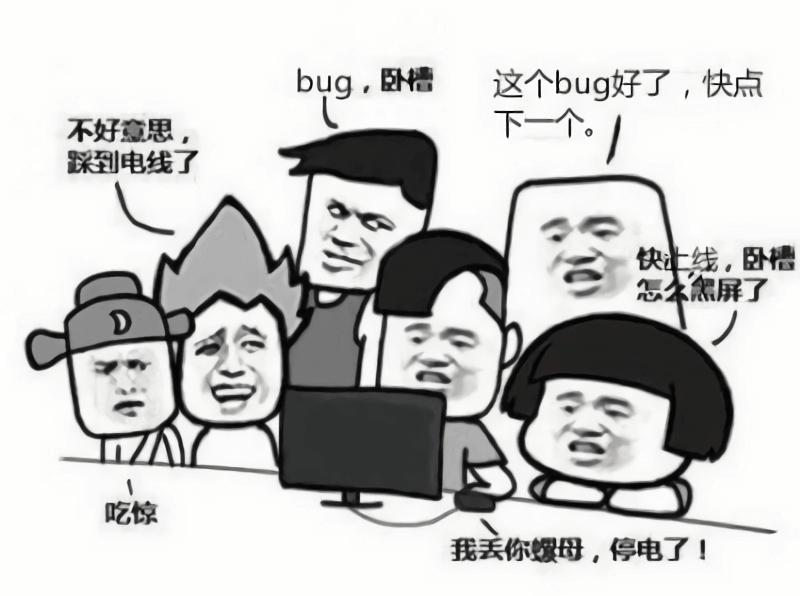 bug，卧槽
这个bug好了，快点
下一个。
不好意思，
踩到电线了
快上线，卧槽
怎么黑屏了
吃惊
我丢你螺母，停电了！